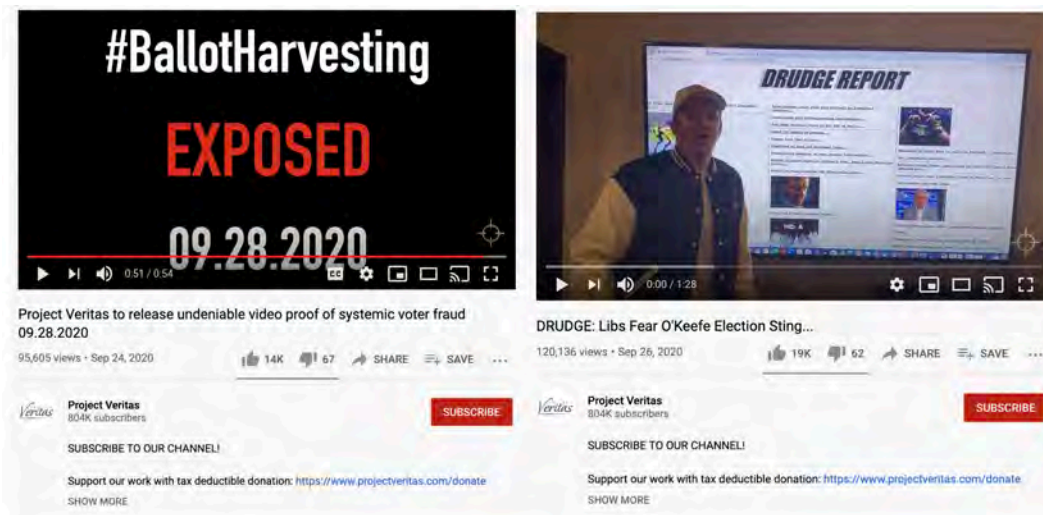 #BallotHarvesting
EXPOSED
09.28.2020
0:51 / 0:54
CC
Project Veritas to release undeniable video proof of systemic voter fraud
09.28.2020
95,605 views • Sep 24, 2020
14K
67
SHARE
SAVE
Veritas
Project Veritas
804K subscribers
SUBSCRIBE
SUBSCRIBE TO OUR CHANNEL!
Support our work with tax deductible donation: https://www.projectveritas.com/donate
SHOW MORE
DRUDGE REPORT
0:00 / 1:28
DRUDGE: Libs Fear O'Keefe Election Sting...
120,136 views • Sep 26, 2020
19K
62
SHARE
SAVE
Veritas
Project Veritas
804K subscribers
SUBSCRIBE
SUBSCRIBE TO OUR CHANNEL!
Support our work with tax deductible donation: https://www.projectveritas.com/donate
SHOW MORE